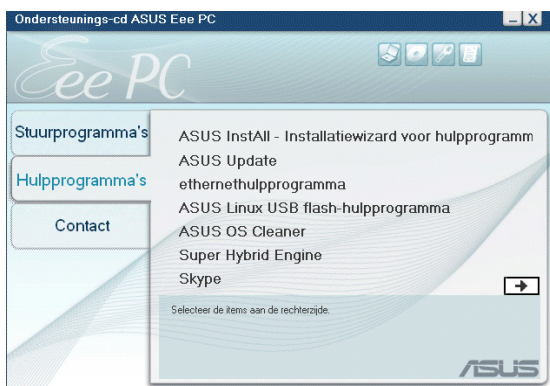 Ondersteunings-cd ASUS Eee PC
Eee PC
Stuurprogramma's
Hulpprogramma's
Contact
ASUS InstAll - Installatiewizard voor hulpprogramm
ASUS Update
ethernethulpprogramma
ASUS Linux USB flash-hulpprogramma
ASUS OS Cleaner
Super Hybrid Engine
Skype
Selecteer de items aan de rechterzijde.
ASUS